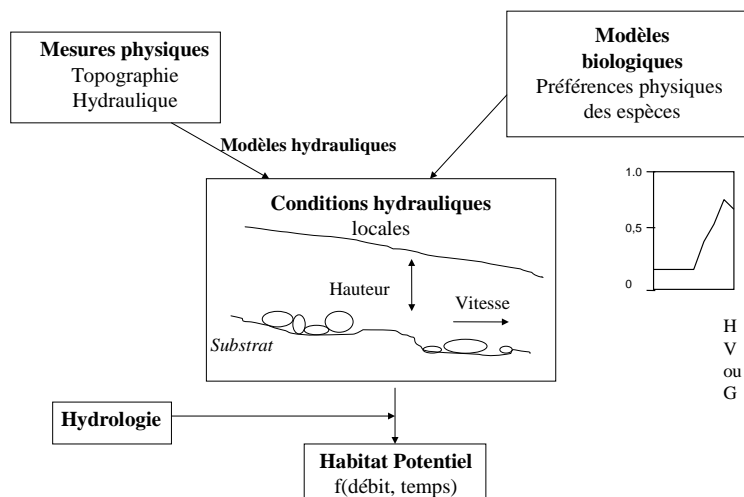 Mesures physiques
Topographie
Hydraulique
Modèles
biologiques
Préférences physiques
des espèces
Modèles hydrauliques
Conditions hydrauliques
locales
Hauteur
Vitesse
Substrat
1.0
0,5
0
H
V
ou
G
Hydrologie
Habitat Potentiel
f(débit, temps)